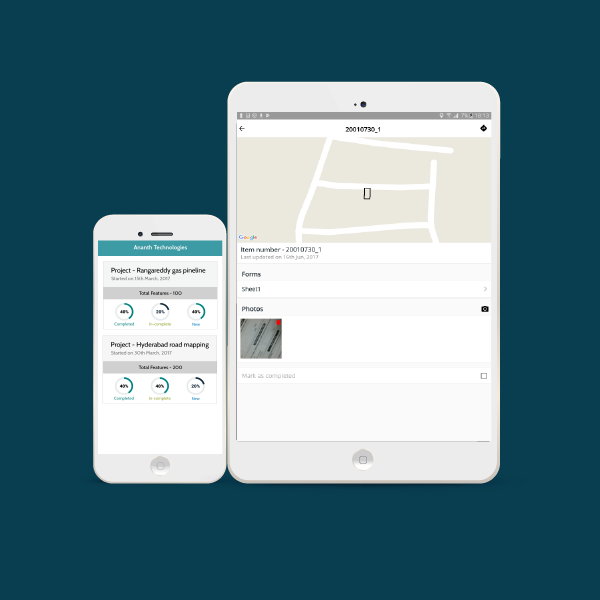 Ananth Technologies
Project - Rangareddy gas pineline
Started on 15th March, 2017
Total Features - 100
40% 20% 40%
Completed In-complete New
Project - Hyderabad road mapping
Started on 30th March, 2017
Total Features - 200
40% 40% 20%
Completed In-complete New
20010730_1
Google
Item number - 20010730_1
Last updated on 16th Jun, 2017
Forms
Sheet1
Photos
Mark as completed